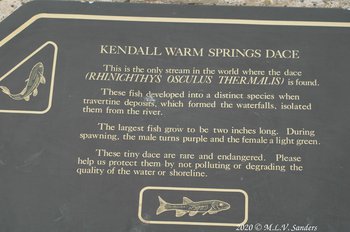 KENDALL WARM SPRINGS DACE
This is the only stream in the world where the dace
(RHINICHTHYS OSCULUS THERMALIS) is found.
These fish developed into a distinct species when
travertine deposits, which formed the waterfalls, isolated
them from the river.
The largest fish grow to be two inches long. During
spawning, the male turns purple and the female a light green.
These tiny dace are rare and endangered. Please
help us protect them by not polluting or degrading the
quality of the water or shoreline.
2020 © M.L.V. Sanders